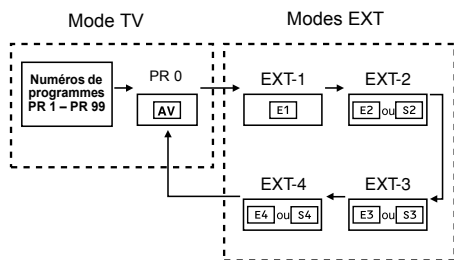 Mode TV
Modes EXT
Numéros de
programmes
PR 1 – PR 99
PR 0
AV
EXT-1
E1
EXT-2
E2 ou S2
EXT-4
E4 ou S4
EXT-3
E3 ou S3